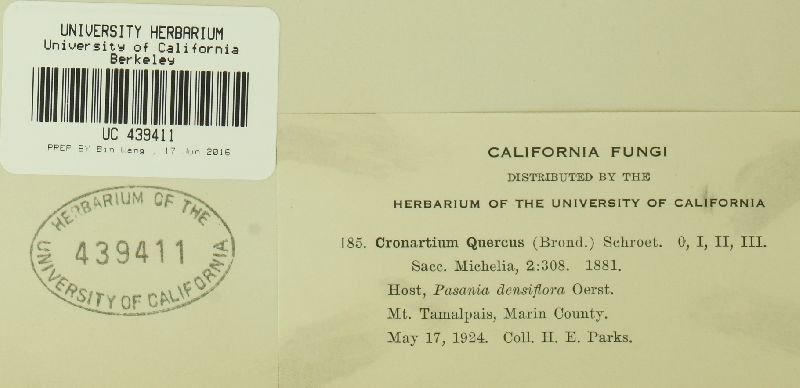 UNIVERSITY HERBARIUM
University of California
Berkeley
UC 439411
PREP BY Bin Wang , 17 Jun 2016
HERBARIUM OF THE
439411
UNIVERSITY OF CALIFORNIA
CALIFORNIA FUNGI
DISTRIBUTED BY THE
HERBARIUM OF THE UNIVERSITY OF CALIFORNIA
185. Cronartium Quercus (Brond.) Schroet. 0, I, II, III.
Sacc. Michelia, 2:308. 1881.
Host, Pasania densiflora Oerst.
Mt. Tamalpais, Marin County.
May 17, 1924. Coll. H. E. Parks.